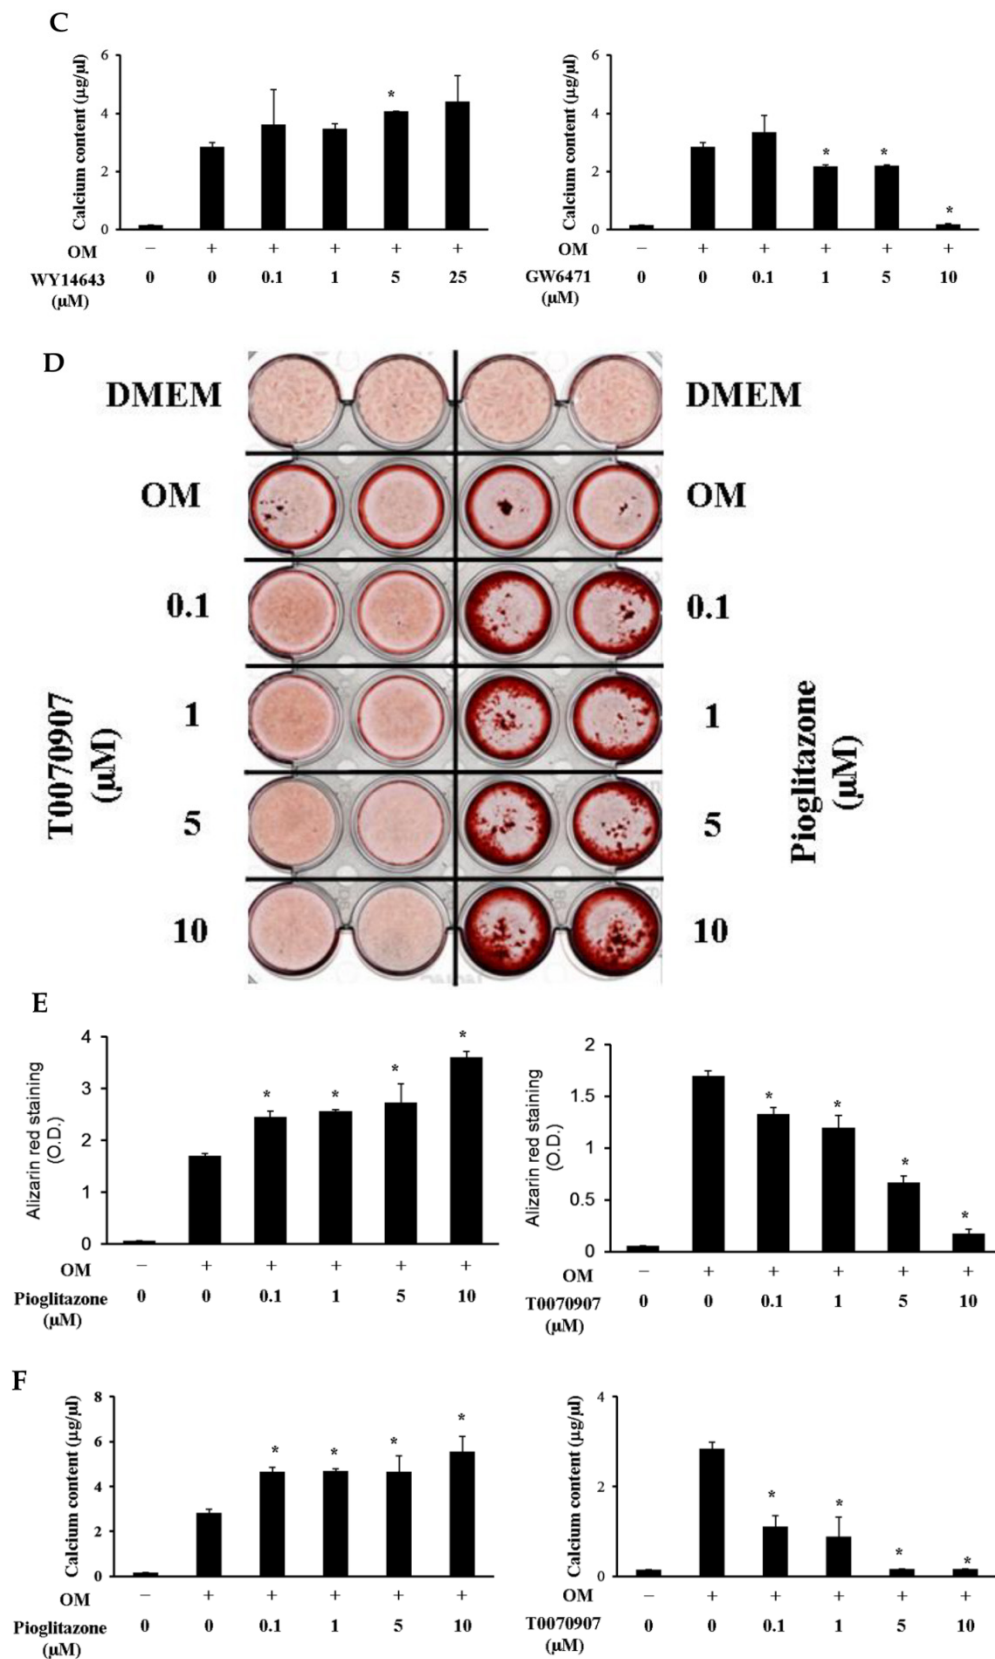 C
Calcium content (µg/µl)
6
4
2
0
*
OM − + + + + +
WY14643 0 0 0.1 1 5 25
(µM)
Calcium content (µg/µl)
6
4
2
0
* * *
OM − + + + + +
GW6471 0 0 0.1 1 5 10
(µM)
D
DMEM DMEM
OM OM
0.1 0.1
1 1
5 5
10 10
T0070907
(µM)
Pioglitazone
(µM)
E
Alizarin red staining
(O.D.)
4
3
2
1
0
* * * *
OM − + + + + +
Pioglitazone 0 0 0.1 1 5 10
(µM)
Alizarin red staining
(O.D.)
2
1.5
1
0.5
0
* * * *
OM − + + + + +
T0070907 0 0 0.1 1 5 10
(µM)
F
Calcium content (µg/µl)
8
6
4
2
0
* * * *
OM − + + + + +
Pioglitazone 0 0 0.1 1 5 10
(µM)
Calcium content (µg/µl)
4
2
0
* * * *
OM − + + + + +
T0070907 0 0 0.1 1 5 10
(µM)